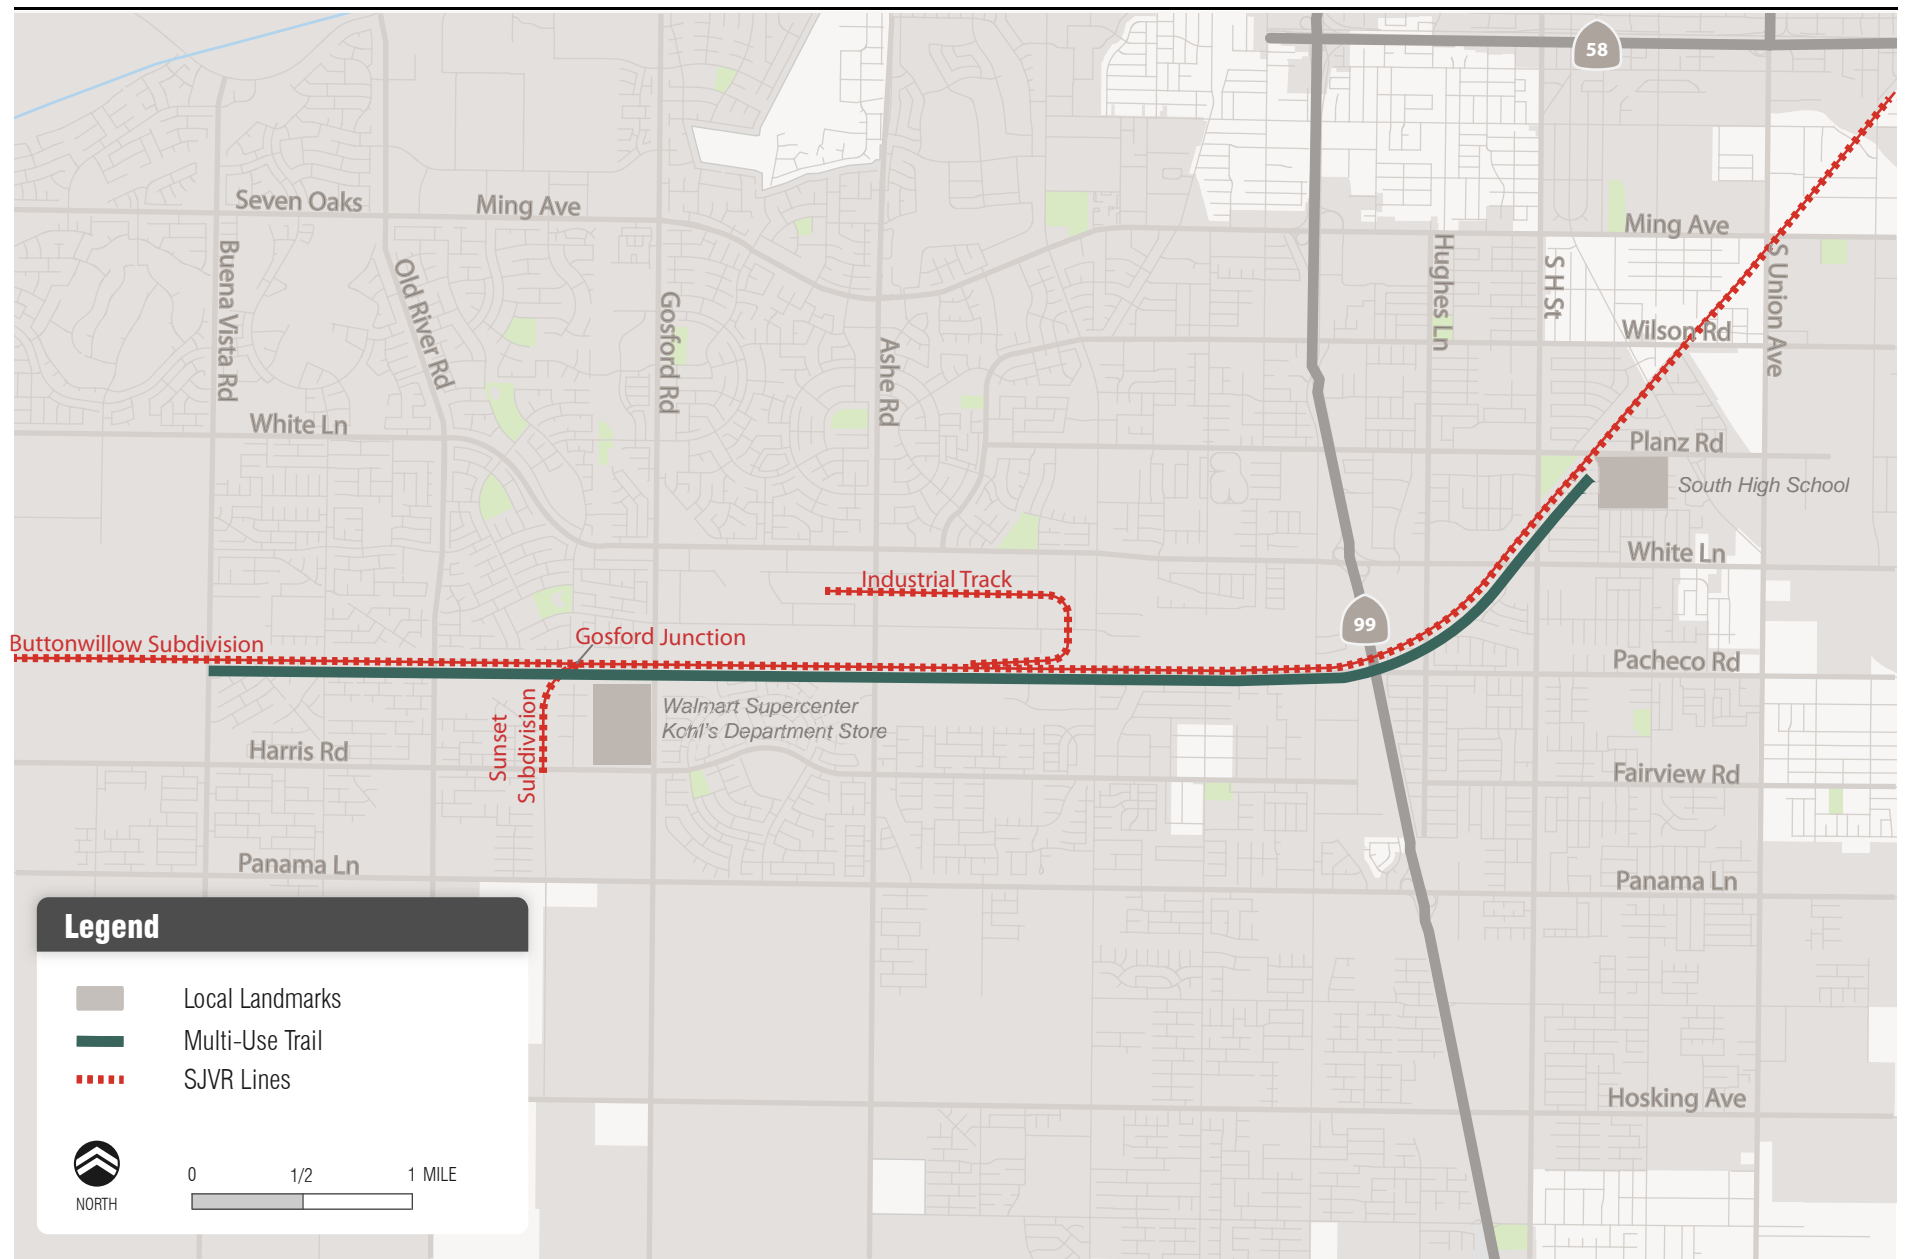 58
Seven Oaks
Ming Ave
Ming Ave
Buena Vista Rd
Old River Rd
Gosford Rd
Ashe Rd
Hughes Ln
S H St
S Union Ave
Wilson Rd
White Ln
Planz Rd
South High School
White Ln
Industrial Track
99
Buttonwillow Subdivision
Gosford Junction
Pacheco Rd
Sunset
Subdivision
Walmart Supercenter
Kohl's Department Store
Harris Rd
Fairview Rd
Panama Ln
Panama Ln
Hosking Ave
Legend
Local Landmarks
Multi-Use Trail
SJVR Lines
NORTH
0 1/2 1 MILE